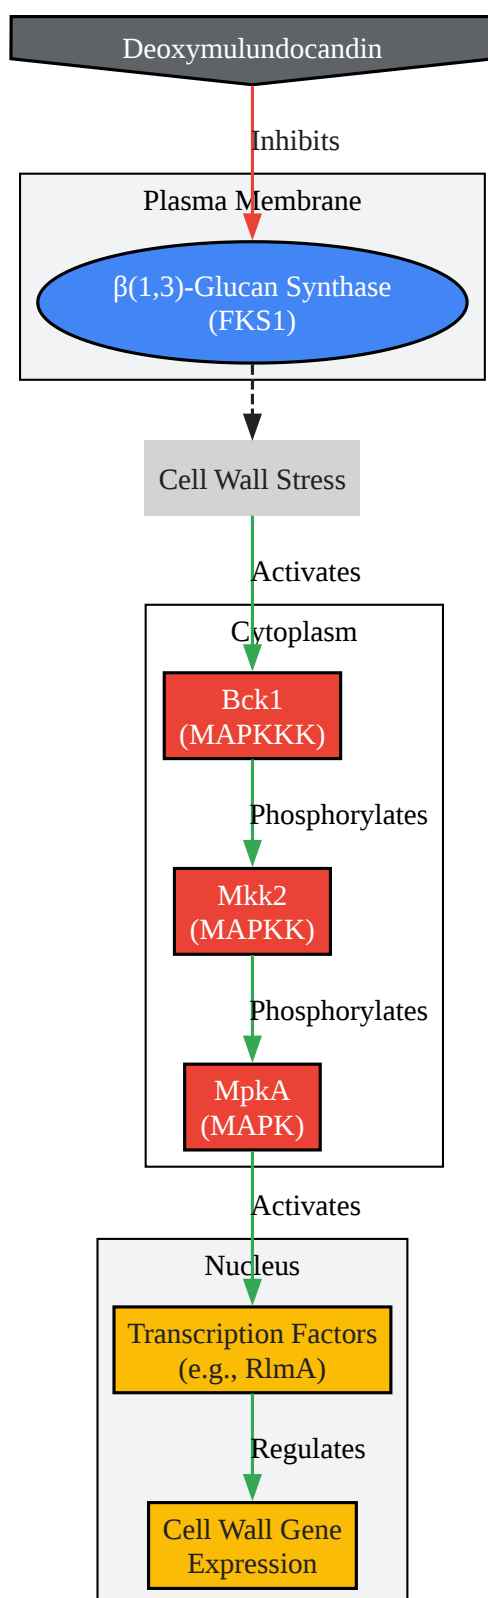 Deoxymulundocandin
Inhibits
Plasma Membrane
β(1,3)-Glucan Synthase
(FKS1)
Cell Wall Stress
Activates
Cytoplasm
Bck1
(MAPKKK)
Phosphorylates
Mkk2
(MAPKK)
Phosphorylates
MpkA
(MAPK)
Activates
Nucleus
Transcription Factors
(e.g., RlmA)
Regulates
Cell Wall Gene
Expression